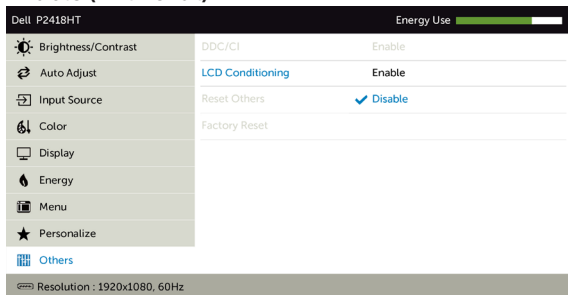 Dell P2418HT
Energy Use
Brightness/Contrast
DDC/CI
Enable
Auto Adjust
LCD Conditioning
Enable
Input Source
Reset Others
Disable
Color
Factory Reset
Display
Energy
Menu
Personalize
Others
Resolution : 1920x1080, 60Hz